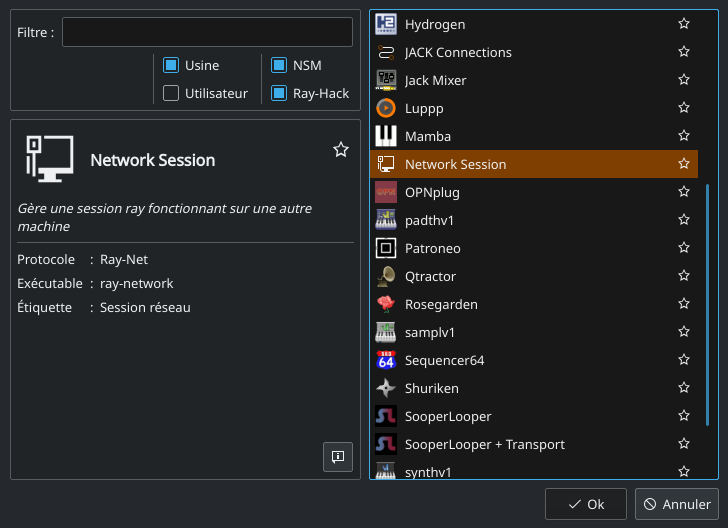 Filtre :
Usine
NSM
Utilisateur
Ray-Hack
Network Session
Gère une session ray fonctionnant sur une autre
machine
Protocole : Ray-Net
Exécutable : ray-network
Étiquette : Session réseau
Hydrogen
JACK Connections
Jack Mixer
Luppp
Mamba
Network Session
OPNplug
padthv1
Patroneo
Qtractor
Rosegarden
samplv1
64
Sequencer64
Shuriken
SooperLooper
SooperLooper + Transport
synthv1
Ok
Annuler